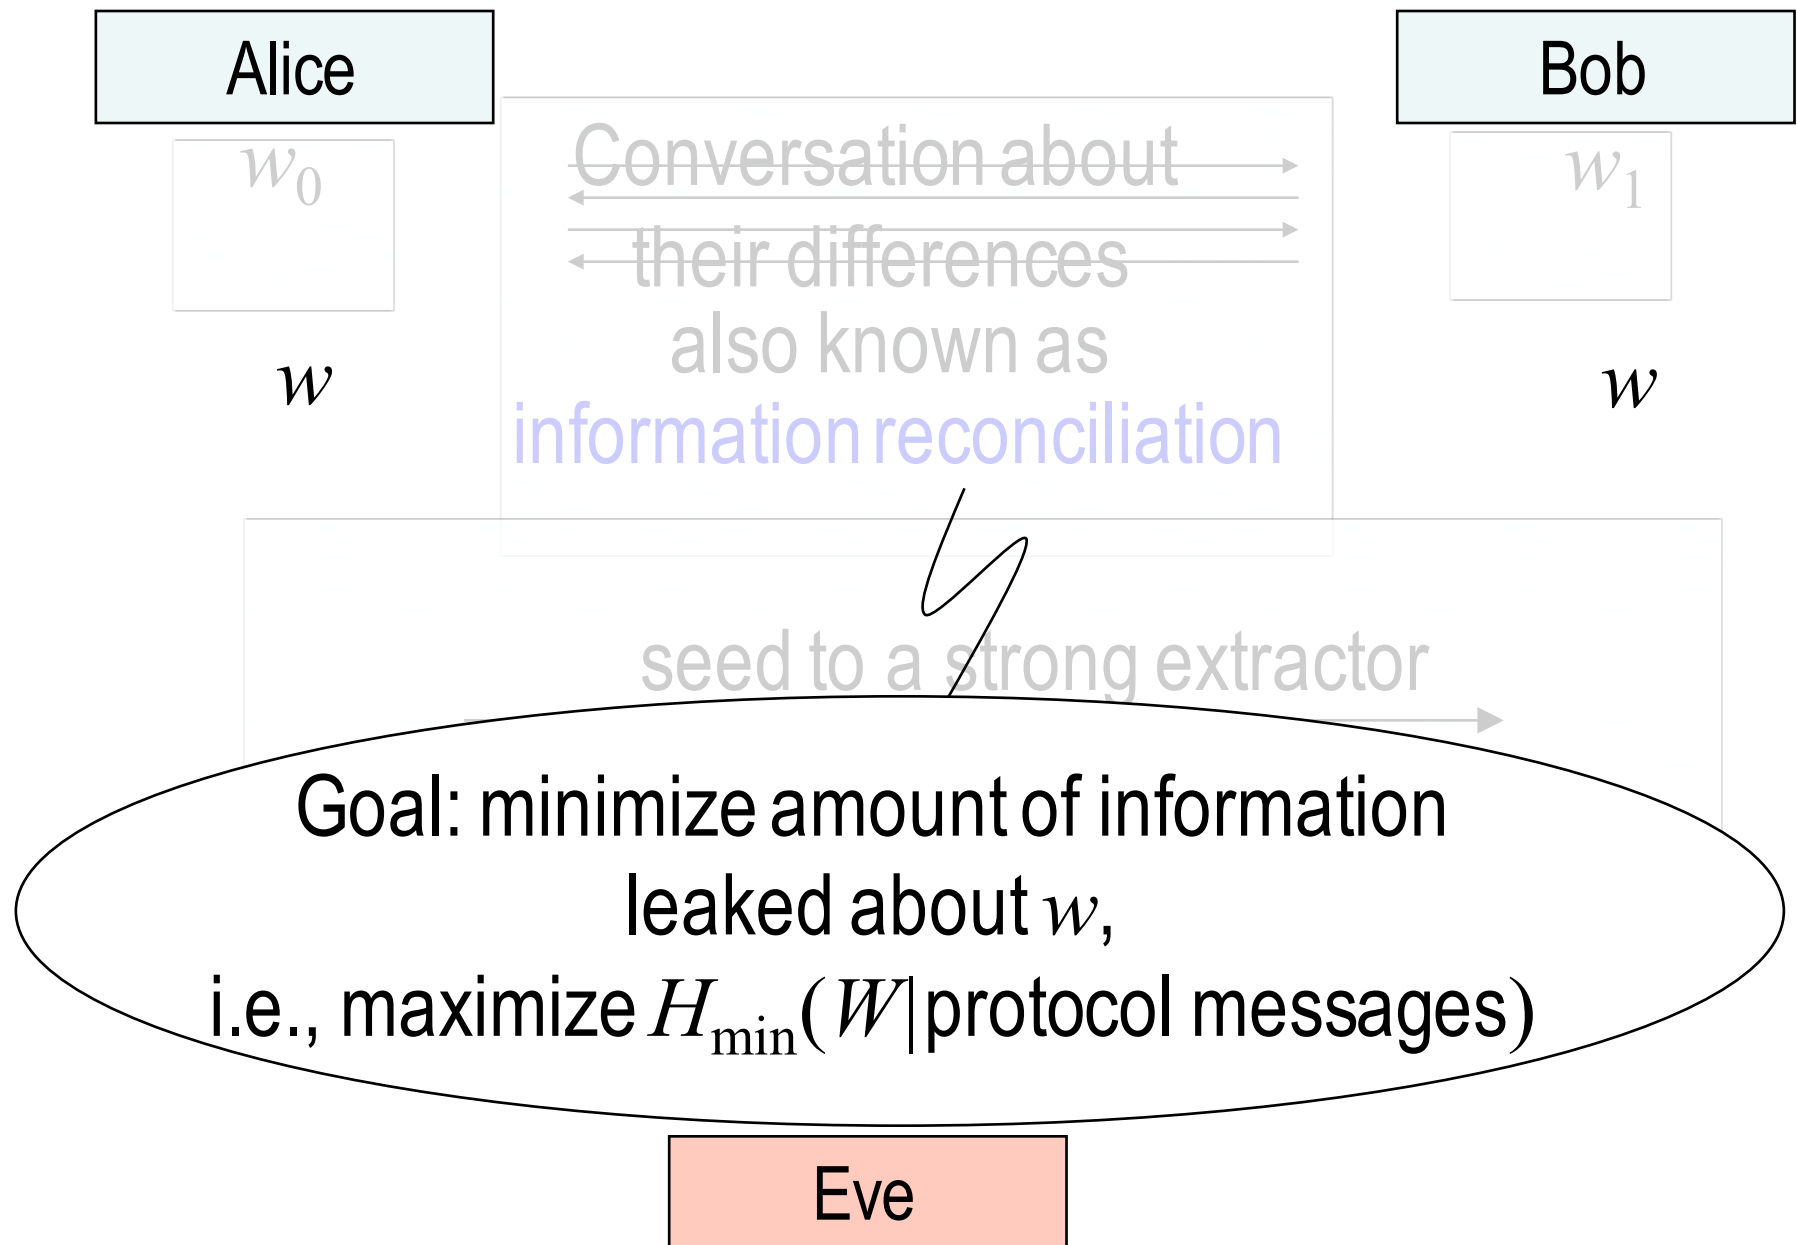 Alice
Bob
w₀
w₁
Conversation about
their differences
also known as
information reconciliation
w
w
seed to a strong extractor
Goal: minimize amount of information
leaked about w,
i.e., maximize Hₘᵢₙ(W|protocol messages)
Eve